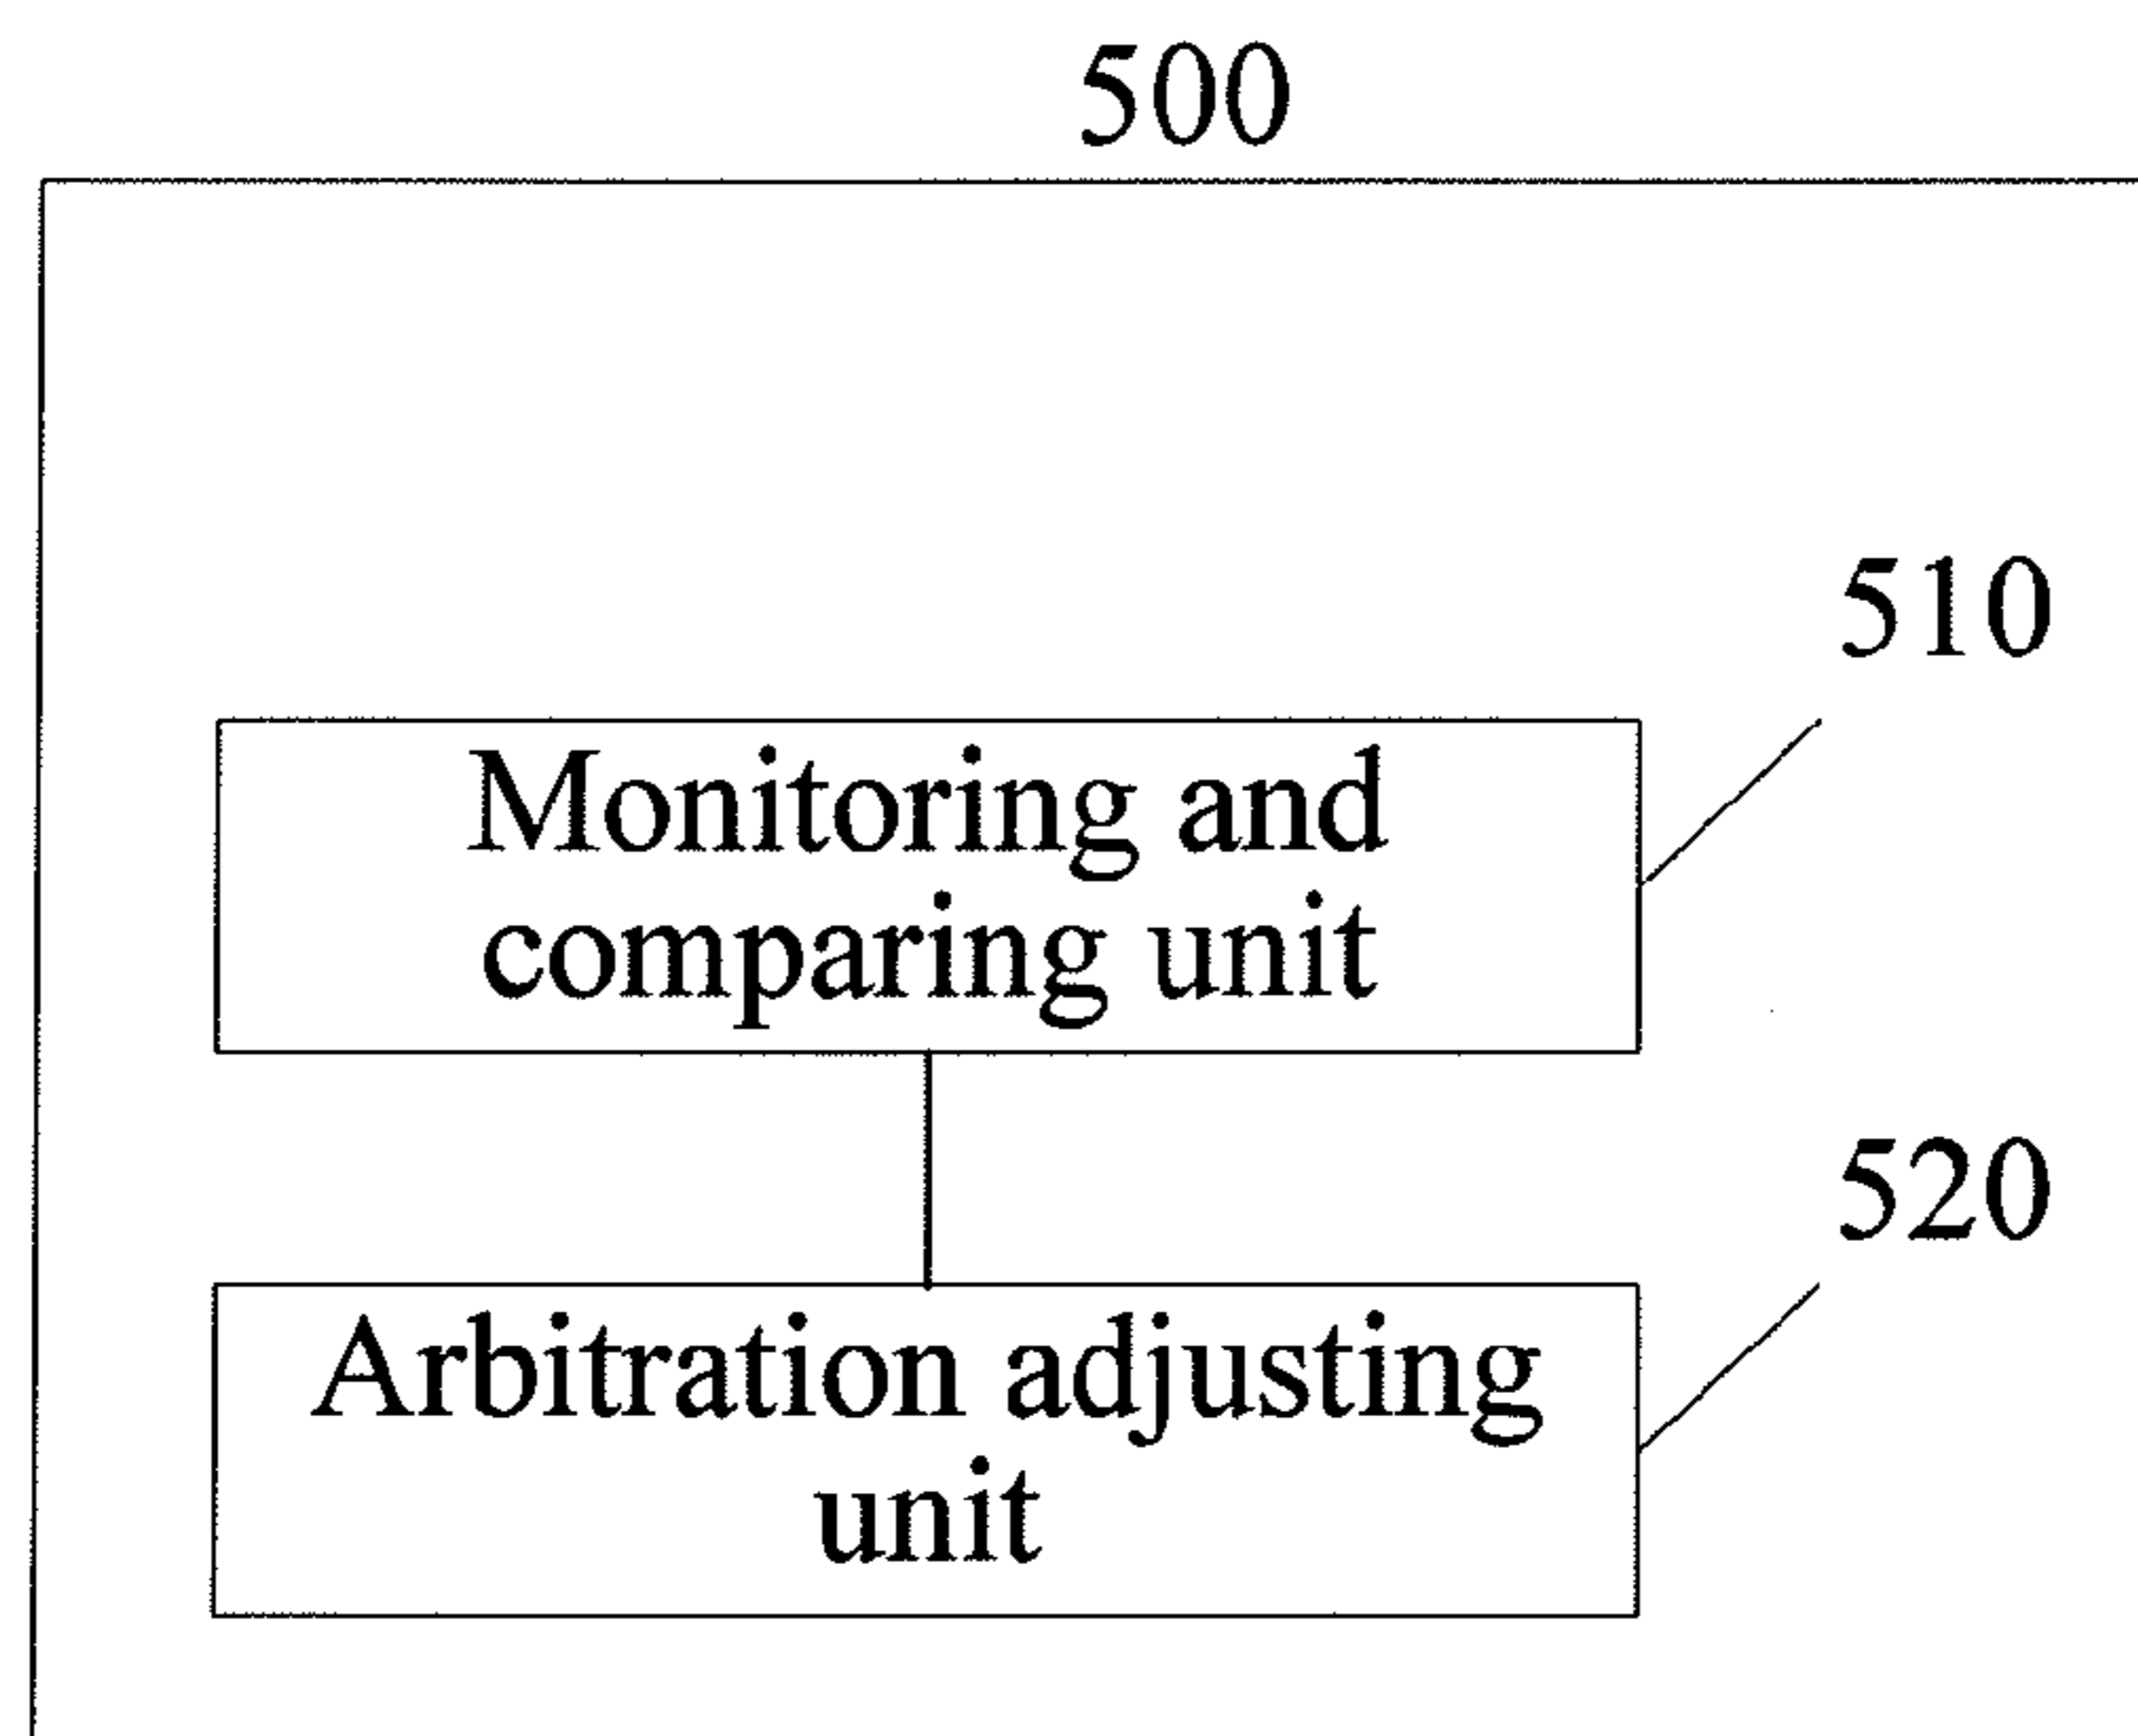 500
510
Monitoring and
comparing unit
520
Arbitration adjusting
unit